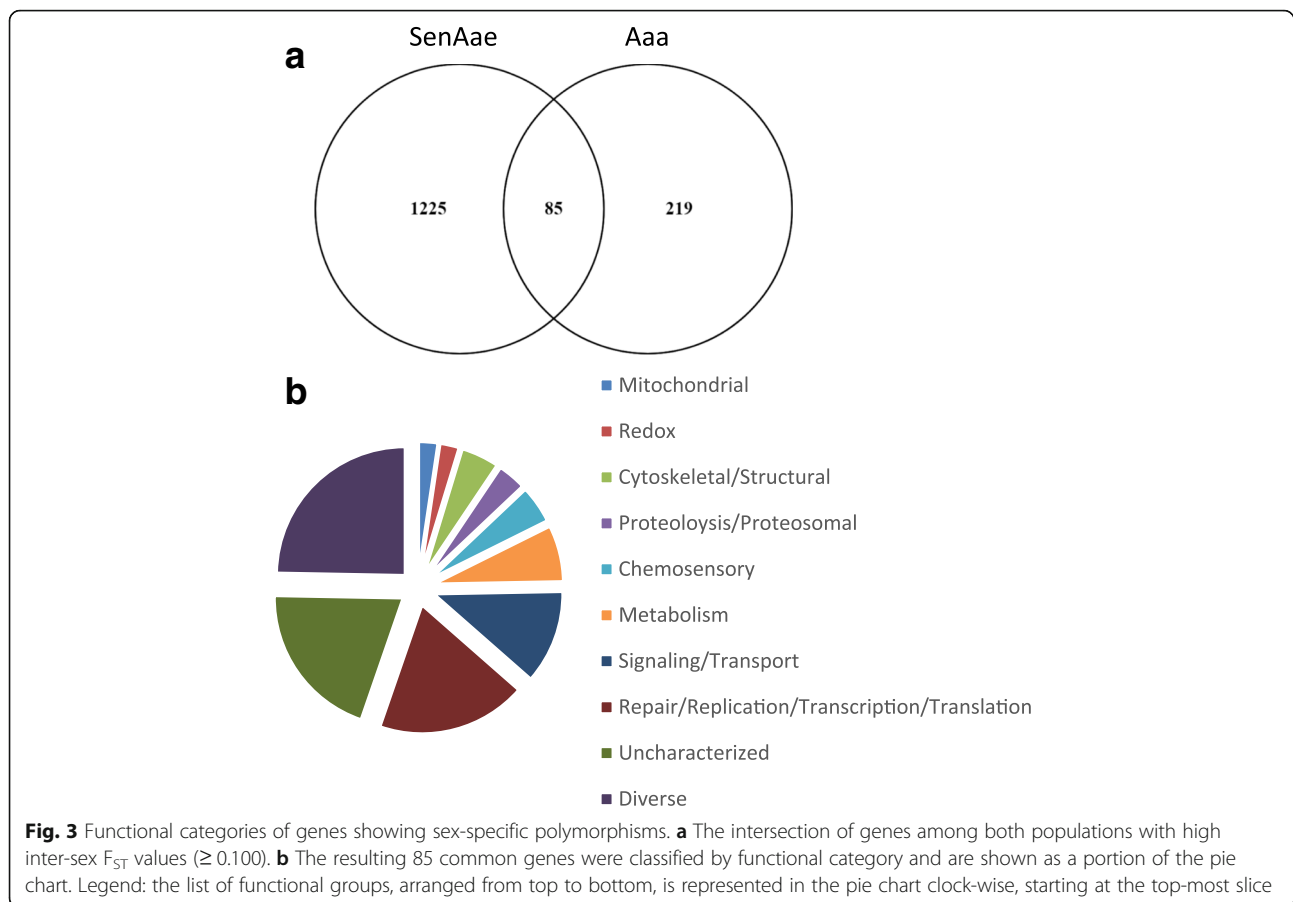 SenAae Aaa
a
1225 85 219
b
Mitochondrial
Redox
Cytoskeletal/Structural
Proteoloysis/Proteosomal
Chemosensory
Metabolism
Signaling/Transport
Repair/Replication/Transcription/Translation
Uncharacterized
Diverse
Fig. 3 Functional categories of genes showing sex-specific polymorphisms. a The intersection of genes among both populations with high
inter-sex FST values (≥ 0.100). b The resulting 85 common genes were classified by functional category and are shown as a portion of the pie
chart. Legend: the list of functional groups, arranged from top to bottom, is represented in the pie chart clock-wise, starting at the top-most slice